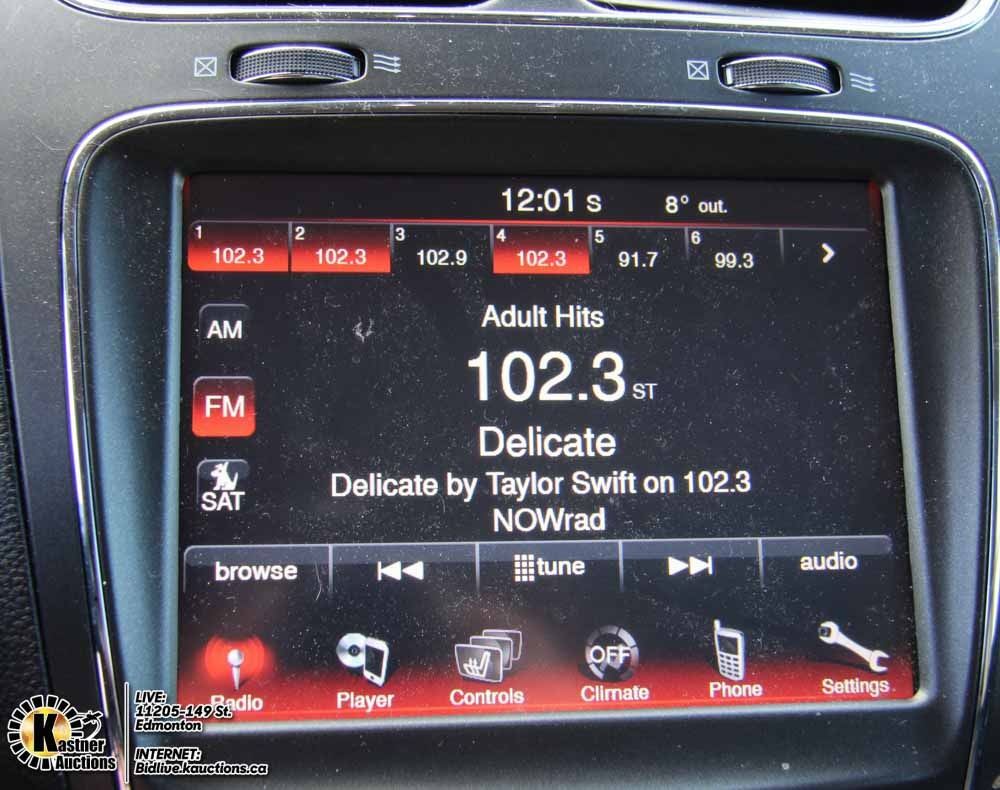 12:01 S 8° out.
1 2 3 4 5 6
102.3 102.3 102.9 102.3 91.7 99.3 >
AM
FM
SAT
Adult Hits
102.3 ST
Delicate
Delicate by Taylor Swift on 102.3
NOWrad
browse tune audio
OFF
Radio Player Controls Climate Phone Settings
Kastner
Auctions
LIVE:
11205-149 St.
Edmonton
INTERNET:
Bidlive.kauctions.ca